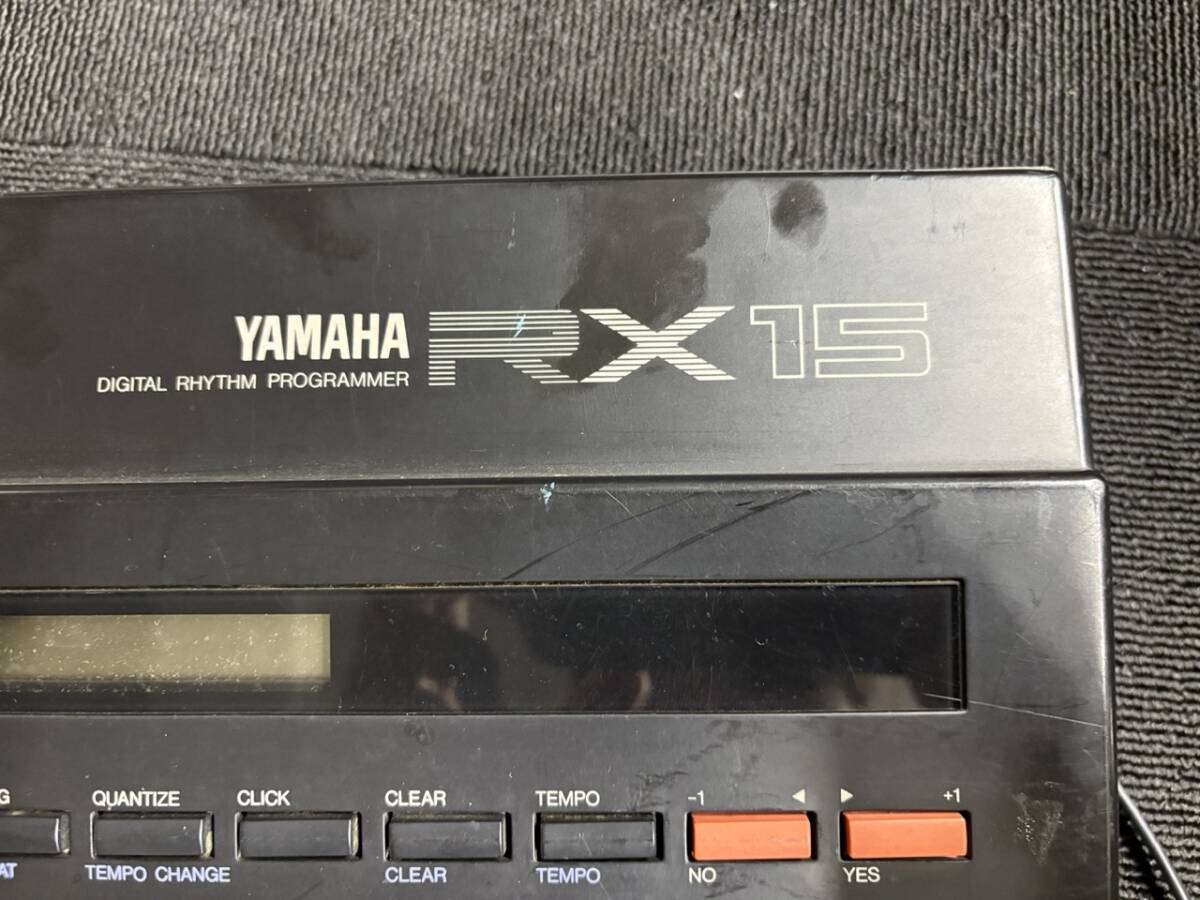 YAMAHA RX15
DIGITAL RHYTHM PROGRAMMER
QUANTIZE CLICK CLEAR TEMPO -1 ◀ ▶ +1
TEMPO CHANGE CLEAR TEMPO NO YES